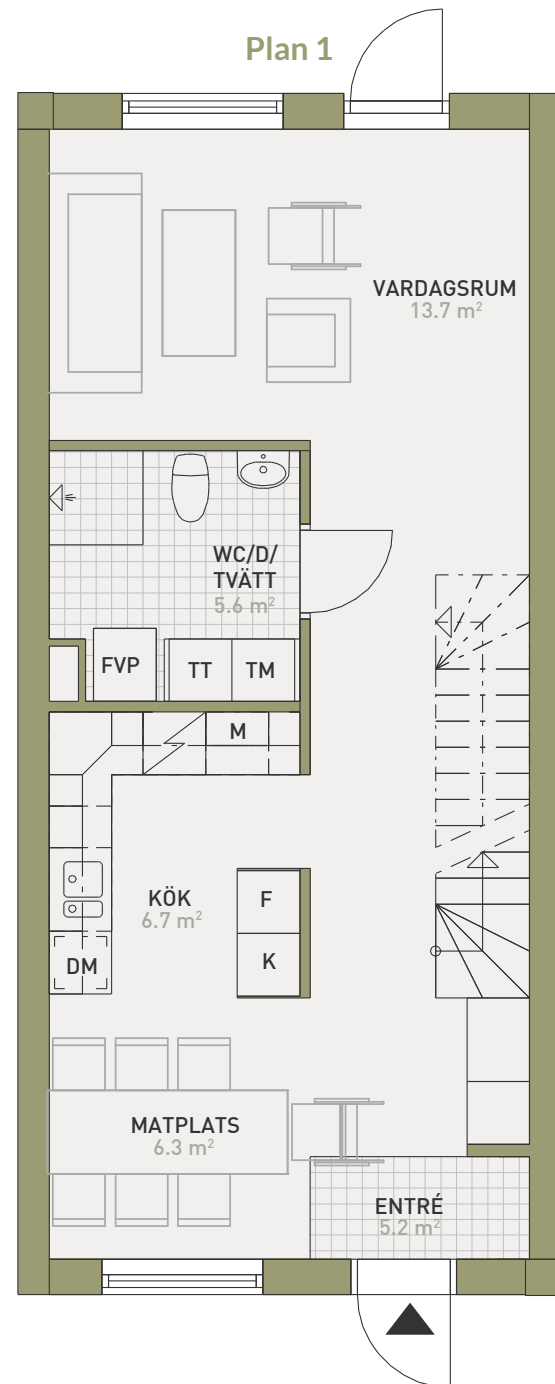 Plan 1
VARDAGSRUM
13.7 m²
WC/D/
TVÄTT
5.6 m²
FVP
TT
TM
M
KÖK
6.7 m²
F
K
DM
MATPLATS
6.3 m²
ENTRÉ
5.2 m²